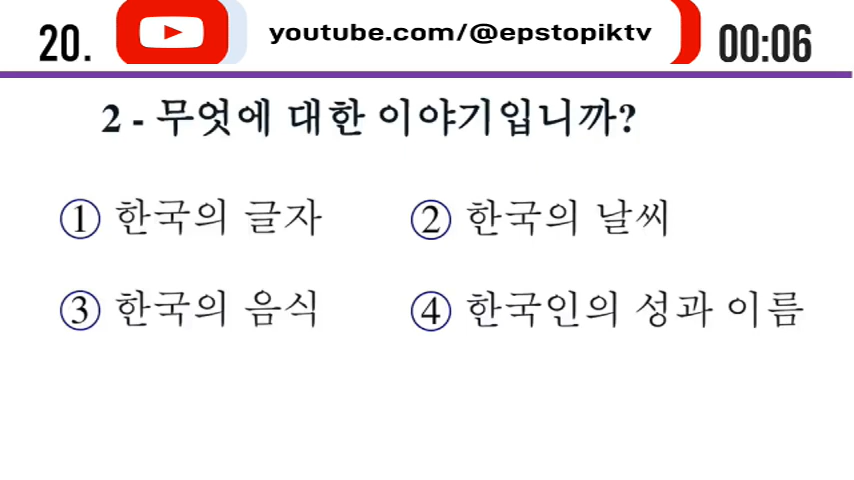 20.
youtube.com/@epstopiktv
00:06
2 - 무엇에 대한 이야기입니까?
① 한국의 글자 ② 한국의 날씨
③ 한국의 음식 ④ 한국인의 성과 이름